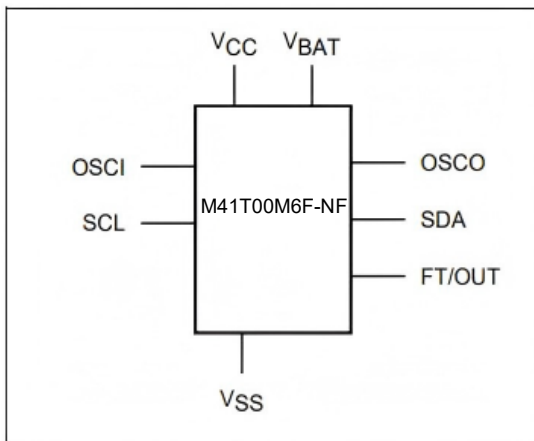 VCC VBAT
OSCI OSCO
M41T00M6F-NF
SCL SDA
FT/OUT
VSS